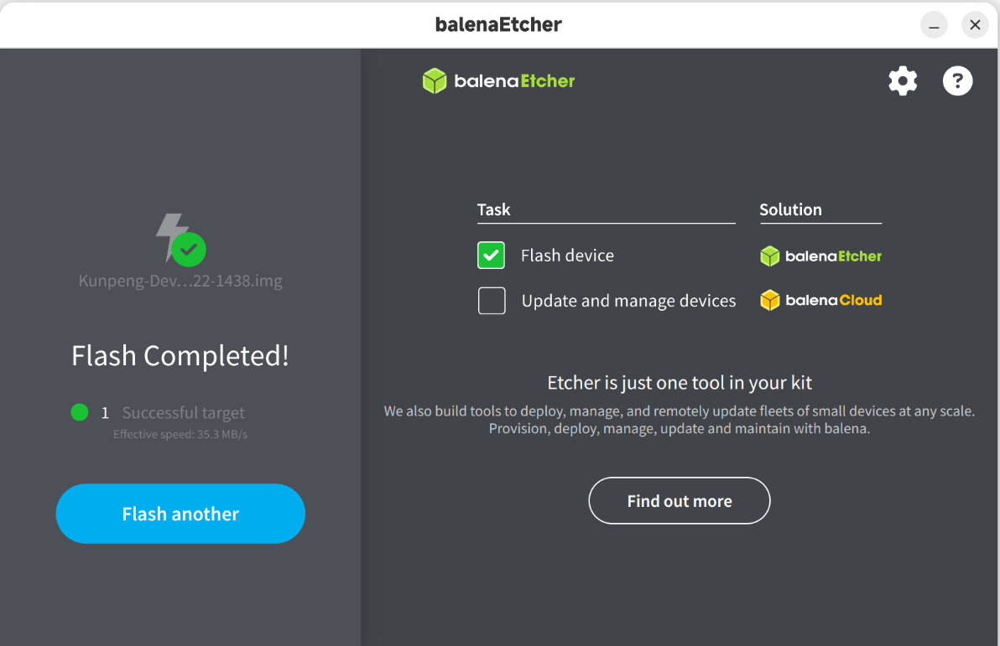 balenaEtcher
balenaEtcher
?
Task
Solution
Flash device
balenaEtcher
Update and manage devices
balenaCloud
Kunpeng-Dev...22-1438.img
Flash Completed!
1 Successful target
Effective speed: 35.3 MB/s
Flash another
Etcher is just one tool in your kit
We also build tools to deploy, manage, and remotely update fleets of small devices at any scale.
Provision, deploy, manage, update and maintain with balena.
Find out more